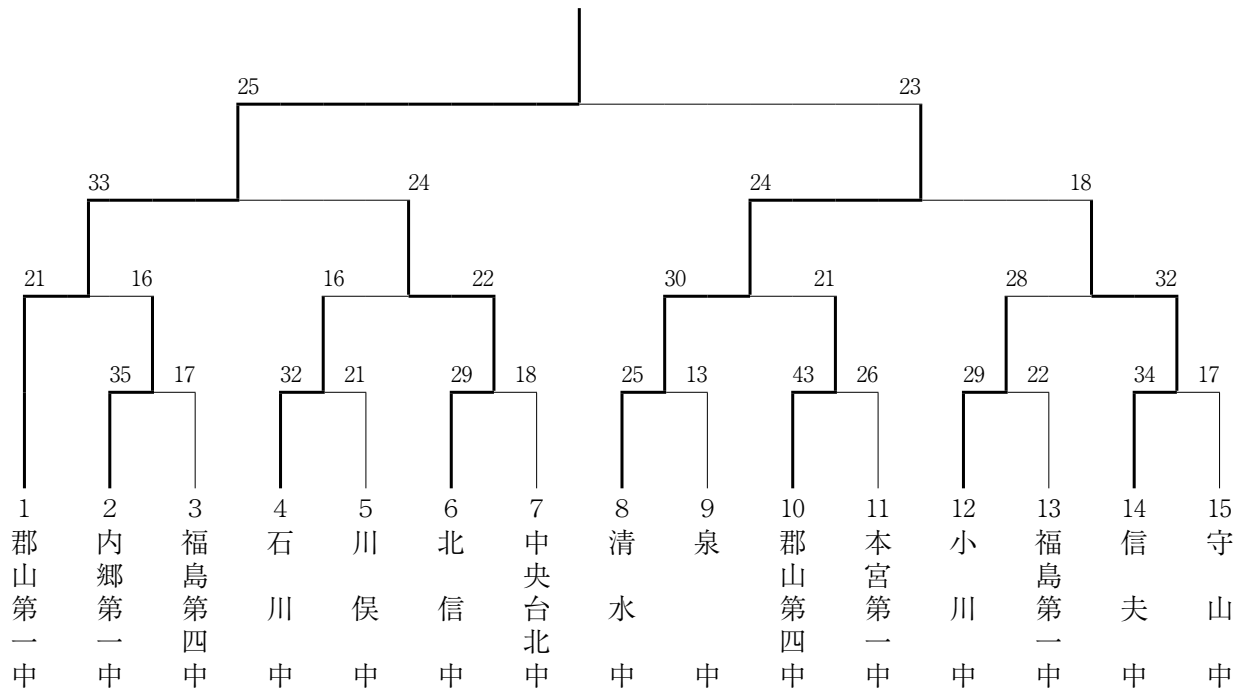 25 23
33 24 24 18
21 16 16 22 30 21 28 32
35 17 32 21 29 18 25 13 43 26 29 22 34 17
1 2 3 4 5 6 7 8 9 10 11 12 13 14 15
郡山第一中
内郷第一中
福島第四中
石川中
川俣中
北信中
中央台北中
清水中
泉中
郡山第四中
本宮第一中
小川中
福島第一中
信夫中
守山中